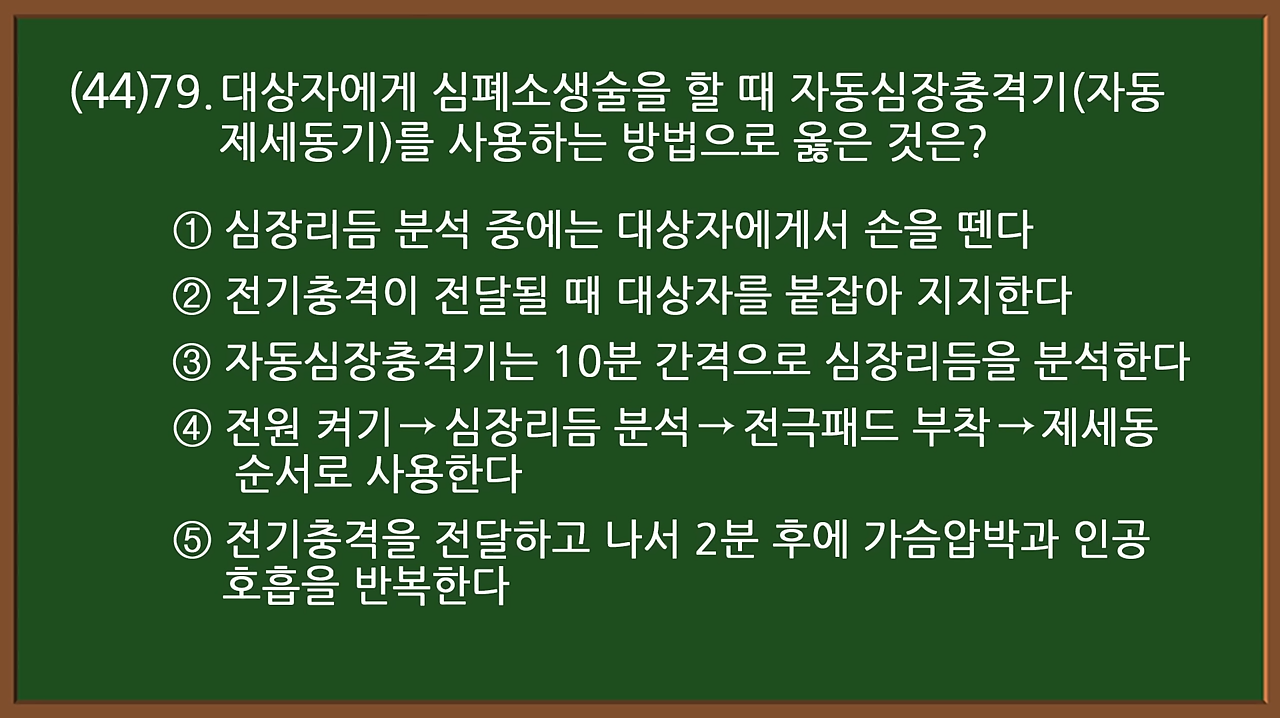 (44)79. 대상자에게 심폐소생술을 할 때 자동심장충격기(자동
제세동기)를 사용하는 방법으로 옳은 것은?
① 심장리듬 분석 중에는 대상자에게서 손을 뗀다
② 전기충격이 전달될 때 대상자를 붙잡아 지지한다
③ 자동심장충격기는 10분 간격으로 심장리듬을 분석한다
④ 전원 켜기→심장리듬 분석→전극패드 부착→제세동
순서로 사용한다
⑤ 전기충격을 전달하고 나서 2분 후에 가슴압박과 인공
호흡을 반복한다